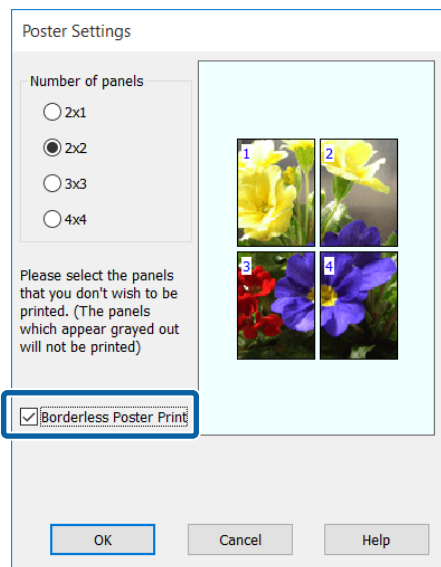 Poster Settings
Number of panels
2x1
2x2
3x3
4x4
1
2
3
4
Please select the panels
that you don't wish to be
printed. (The panels
which appear grayed out
will not be printed)
Borderless Poster Print
OK
Cancel
Help